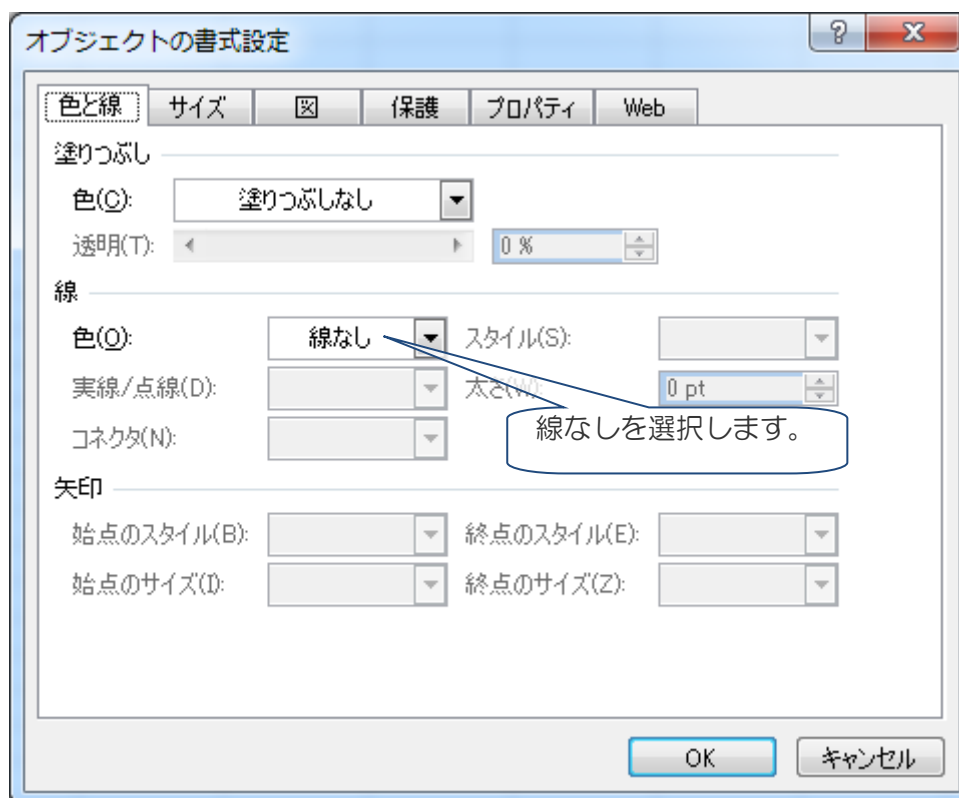 オブジェクトの書式設定
色と線 サイズ 図 保護 プロパティ Web
塗りつぶし
色(C): 塗りつぶしなし
透明(T): 0 %
線
色(O): 線なし スタイル(S):
実線/点線(D): 太さ(W): 0 pt
線なしを選択します。
コネクタ(N):
矢印
始点のスタイル(B): 終点のスタイル(E):
始点のサイズ(I): 終点のサイズ(Z):
OK キャンセル